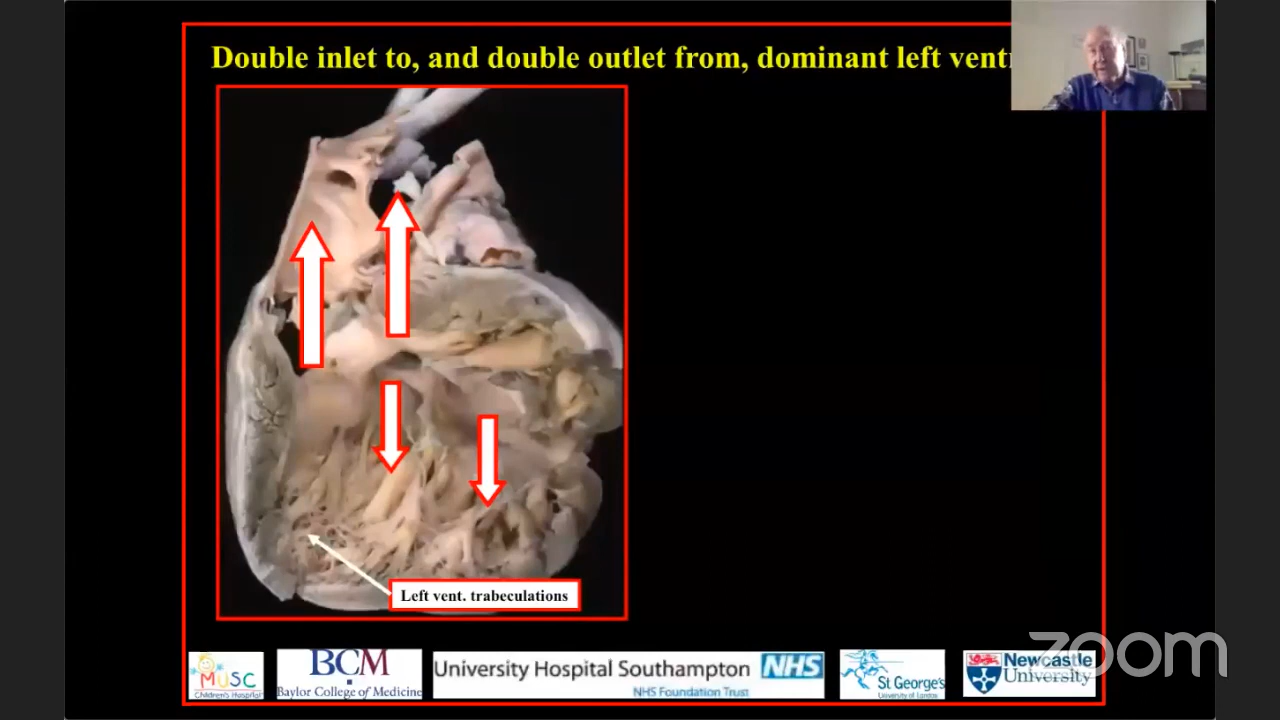 Double inlet to, and double outlet from, dominant left ventr
Left vent. trabeculations
MUSC
Children's Hospital
BCM
Baylor College of Medicine
University Hospital Southampton NHS
NHS Foundation Trust
St George's
University of London
Newcastle
University
zoom